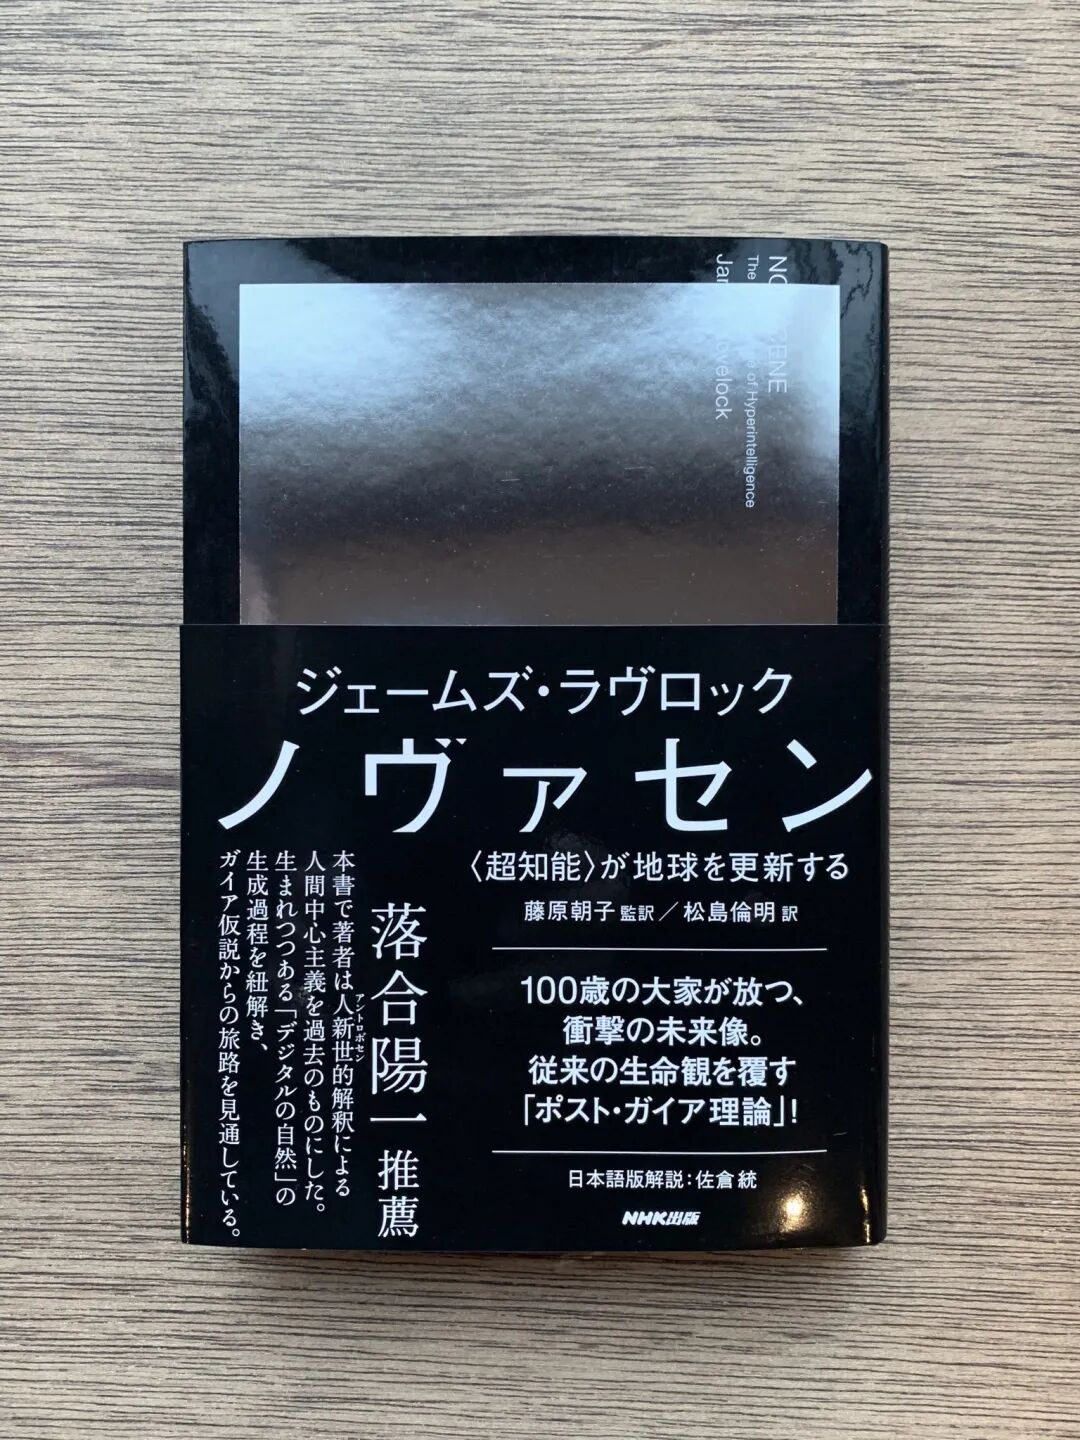 The
e of Hyperintelligence
ジェームズ・ラヴロック
ノヴァセン
〈超知能〉が地球を更新する
藤原朝子 監訳／松島倫明 訳
100歳の大家が放つ、
衝撃の未来像。
従来の生命観を覆す
「ポスト・ガイア理論」!
日本語版解説:佐倉統
NHK出版
落合陽一 推薦
本書で著者は人新世的解釈による
アントロポセン
人間中心主義を過去のものにした。
生まれつつある「デジタルの自然」の
生成過程を紐解き、
ガイア仮説からの旅路を見通している。